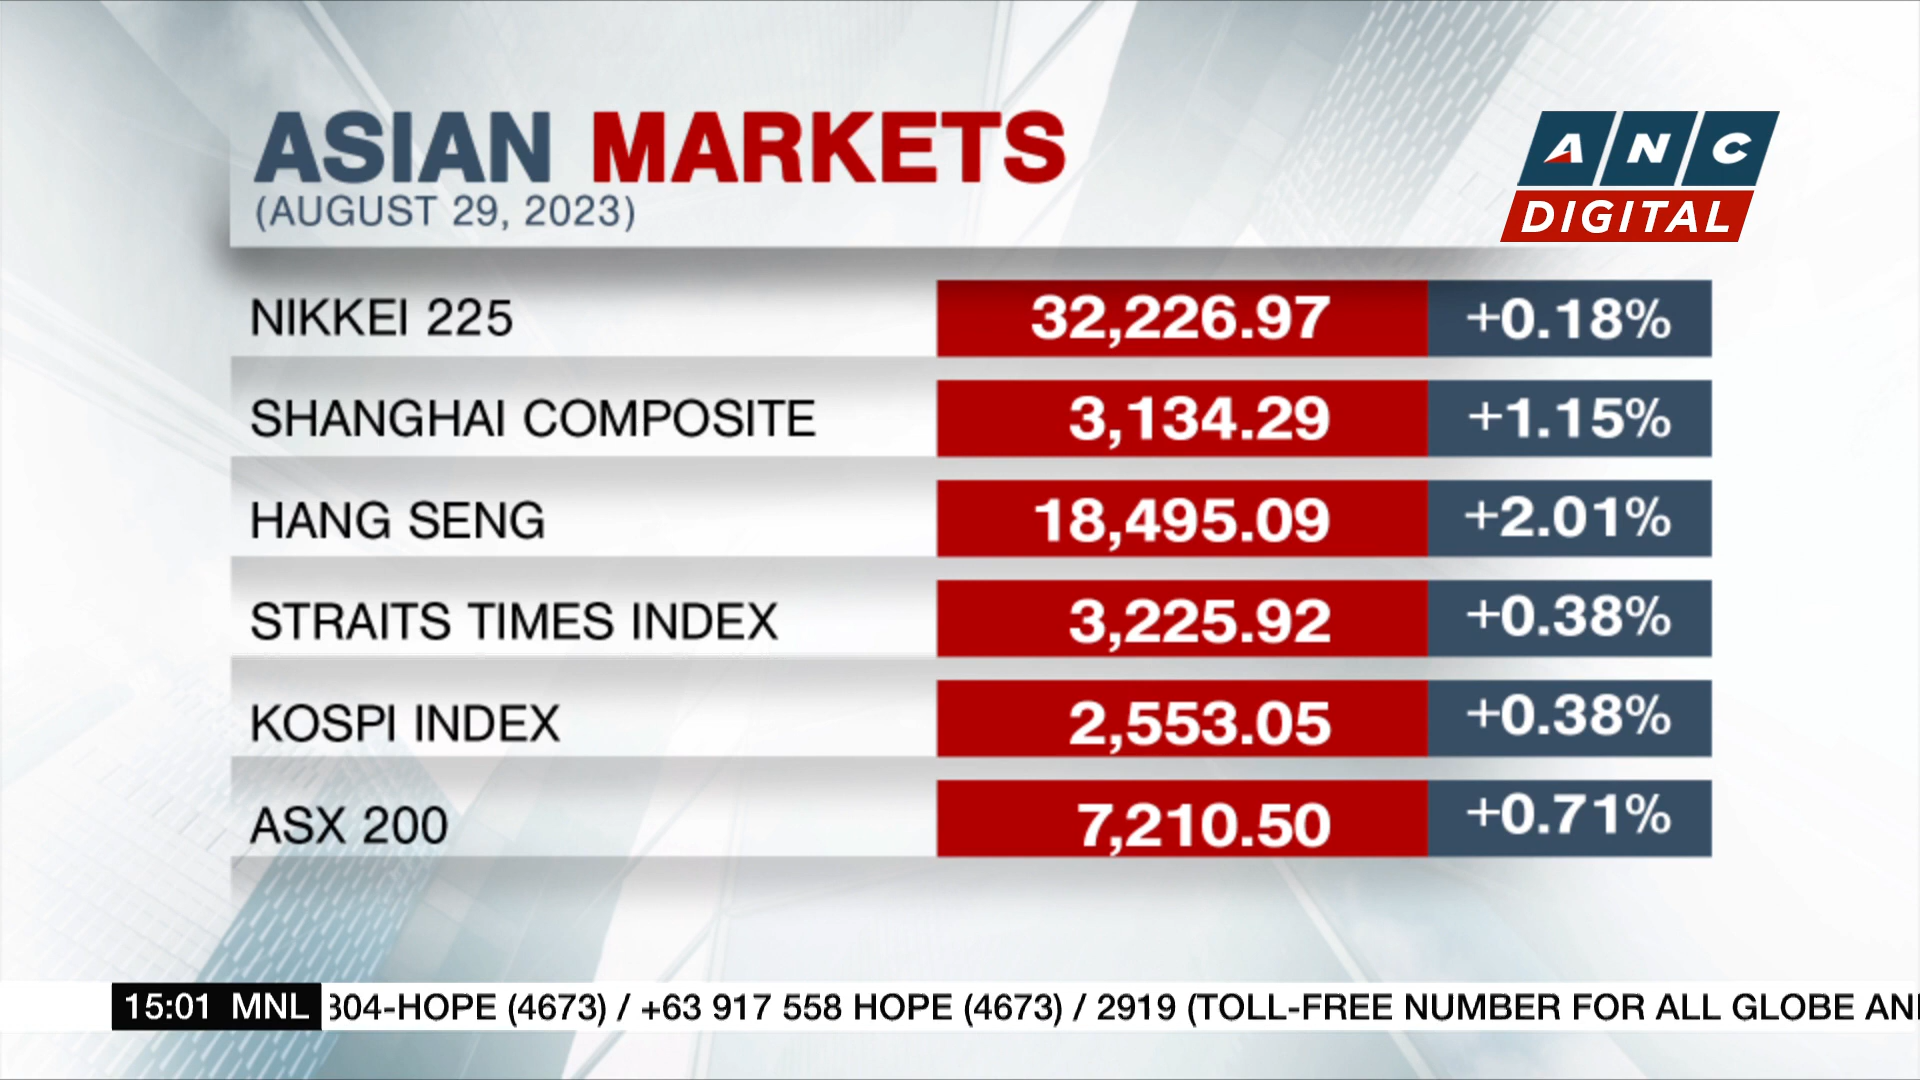 ASIAN MARKETS
(AUGUST 29, 2023)
ANC
DIGITAL
NIKKEI 225 32,226.97 +0.18%
SHANGHAI COMPOSITE 3,134.29 +1.15%
HANG SENG 18,495.09 +2.01%
STRAITS TIMES INDEX 3,225.92 +0.38%
KOSPI INDEX 2,553.05 +0.38%
ASX 200 7,210.50 +0.71%
15:01 MNL 804-HOPE (4673) / +63 917 558 HOPE (4673) / 2919 (TOLL-FREE NUMBER FOR ALL GLOBE